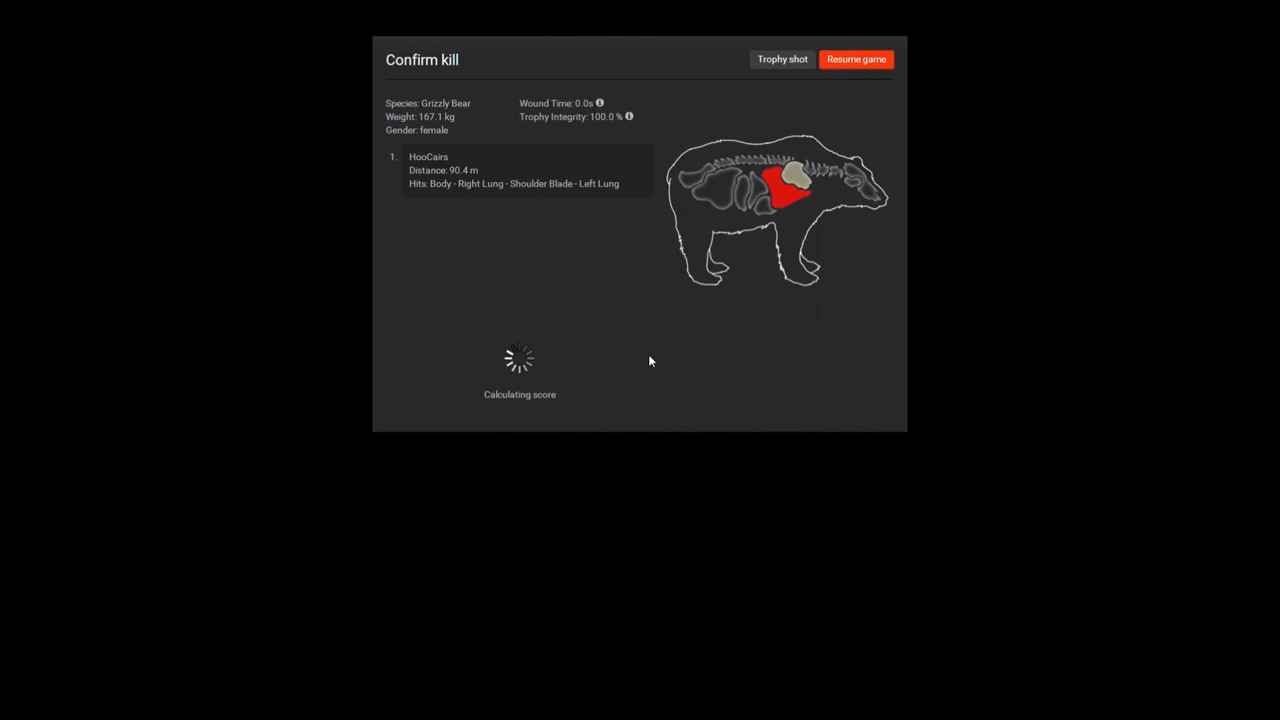 Confirm kill
Trophy shot
Resume game
Species: Grizzly Bear
Weight: 167.1 kg
Gender: female
Wound Time: 0.0s
Trophy Integrity: 100.0 %
1.
HooCairs
Distance: 90.4 m
Hits: Body - Right Lung - Shoulder Blade - Left Lung
Calculating score